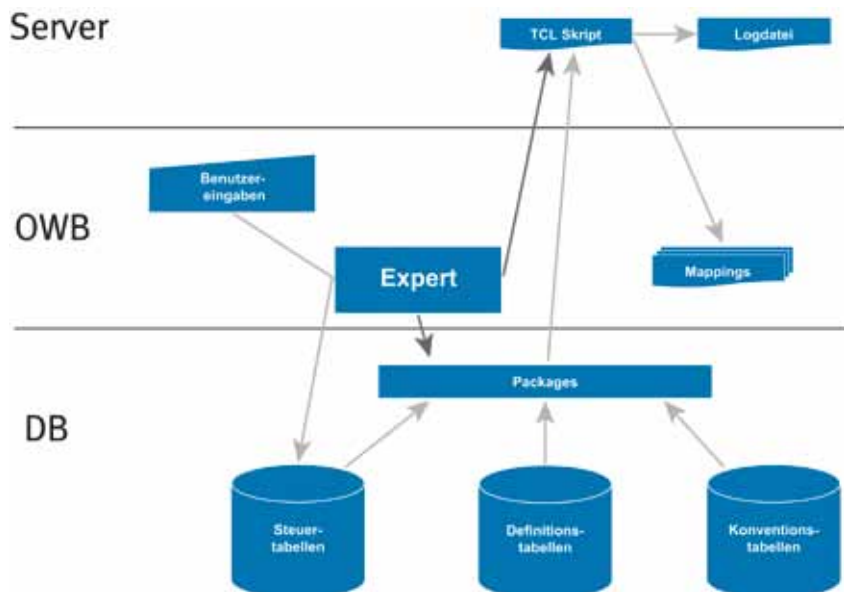 Server
TCL Skript
Logdatei
Benutzer-
eingaben
OWB
Expert
Mappings
Packages
DB
Steuer-
tabellen
Definitions-
tabellen
Konventions-
tabellen